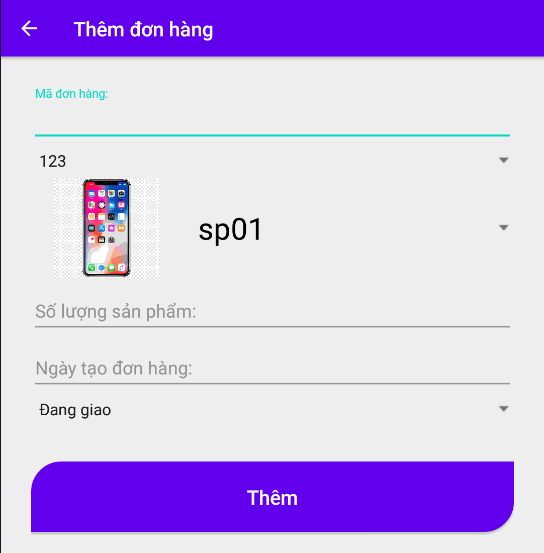 Thêm đơn hàng
Mã đơn hàng:
123
sp01
Số lượng sản phẩm:
Ngày tạo đơn hàng:
Đang giao
Thêm